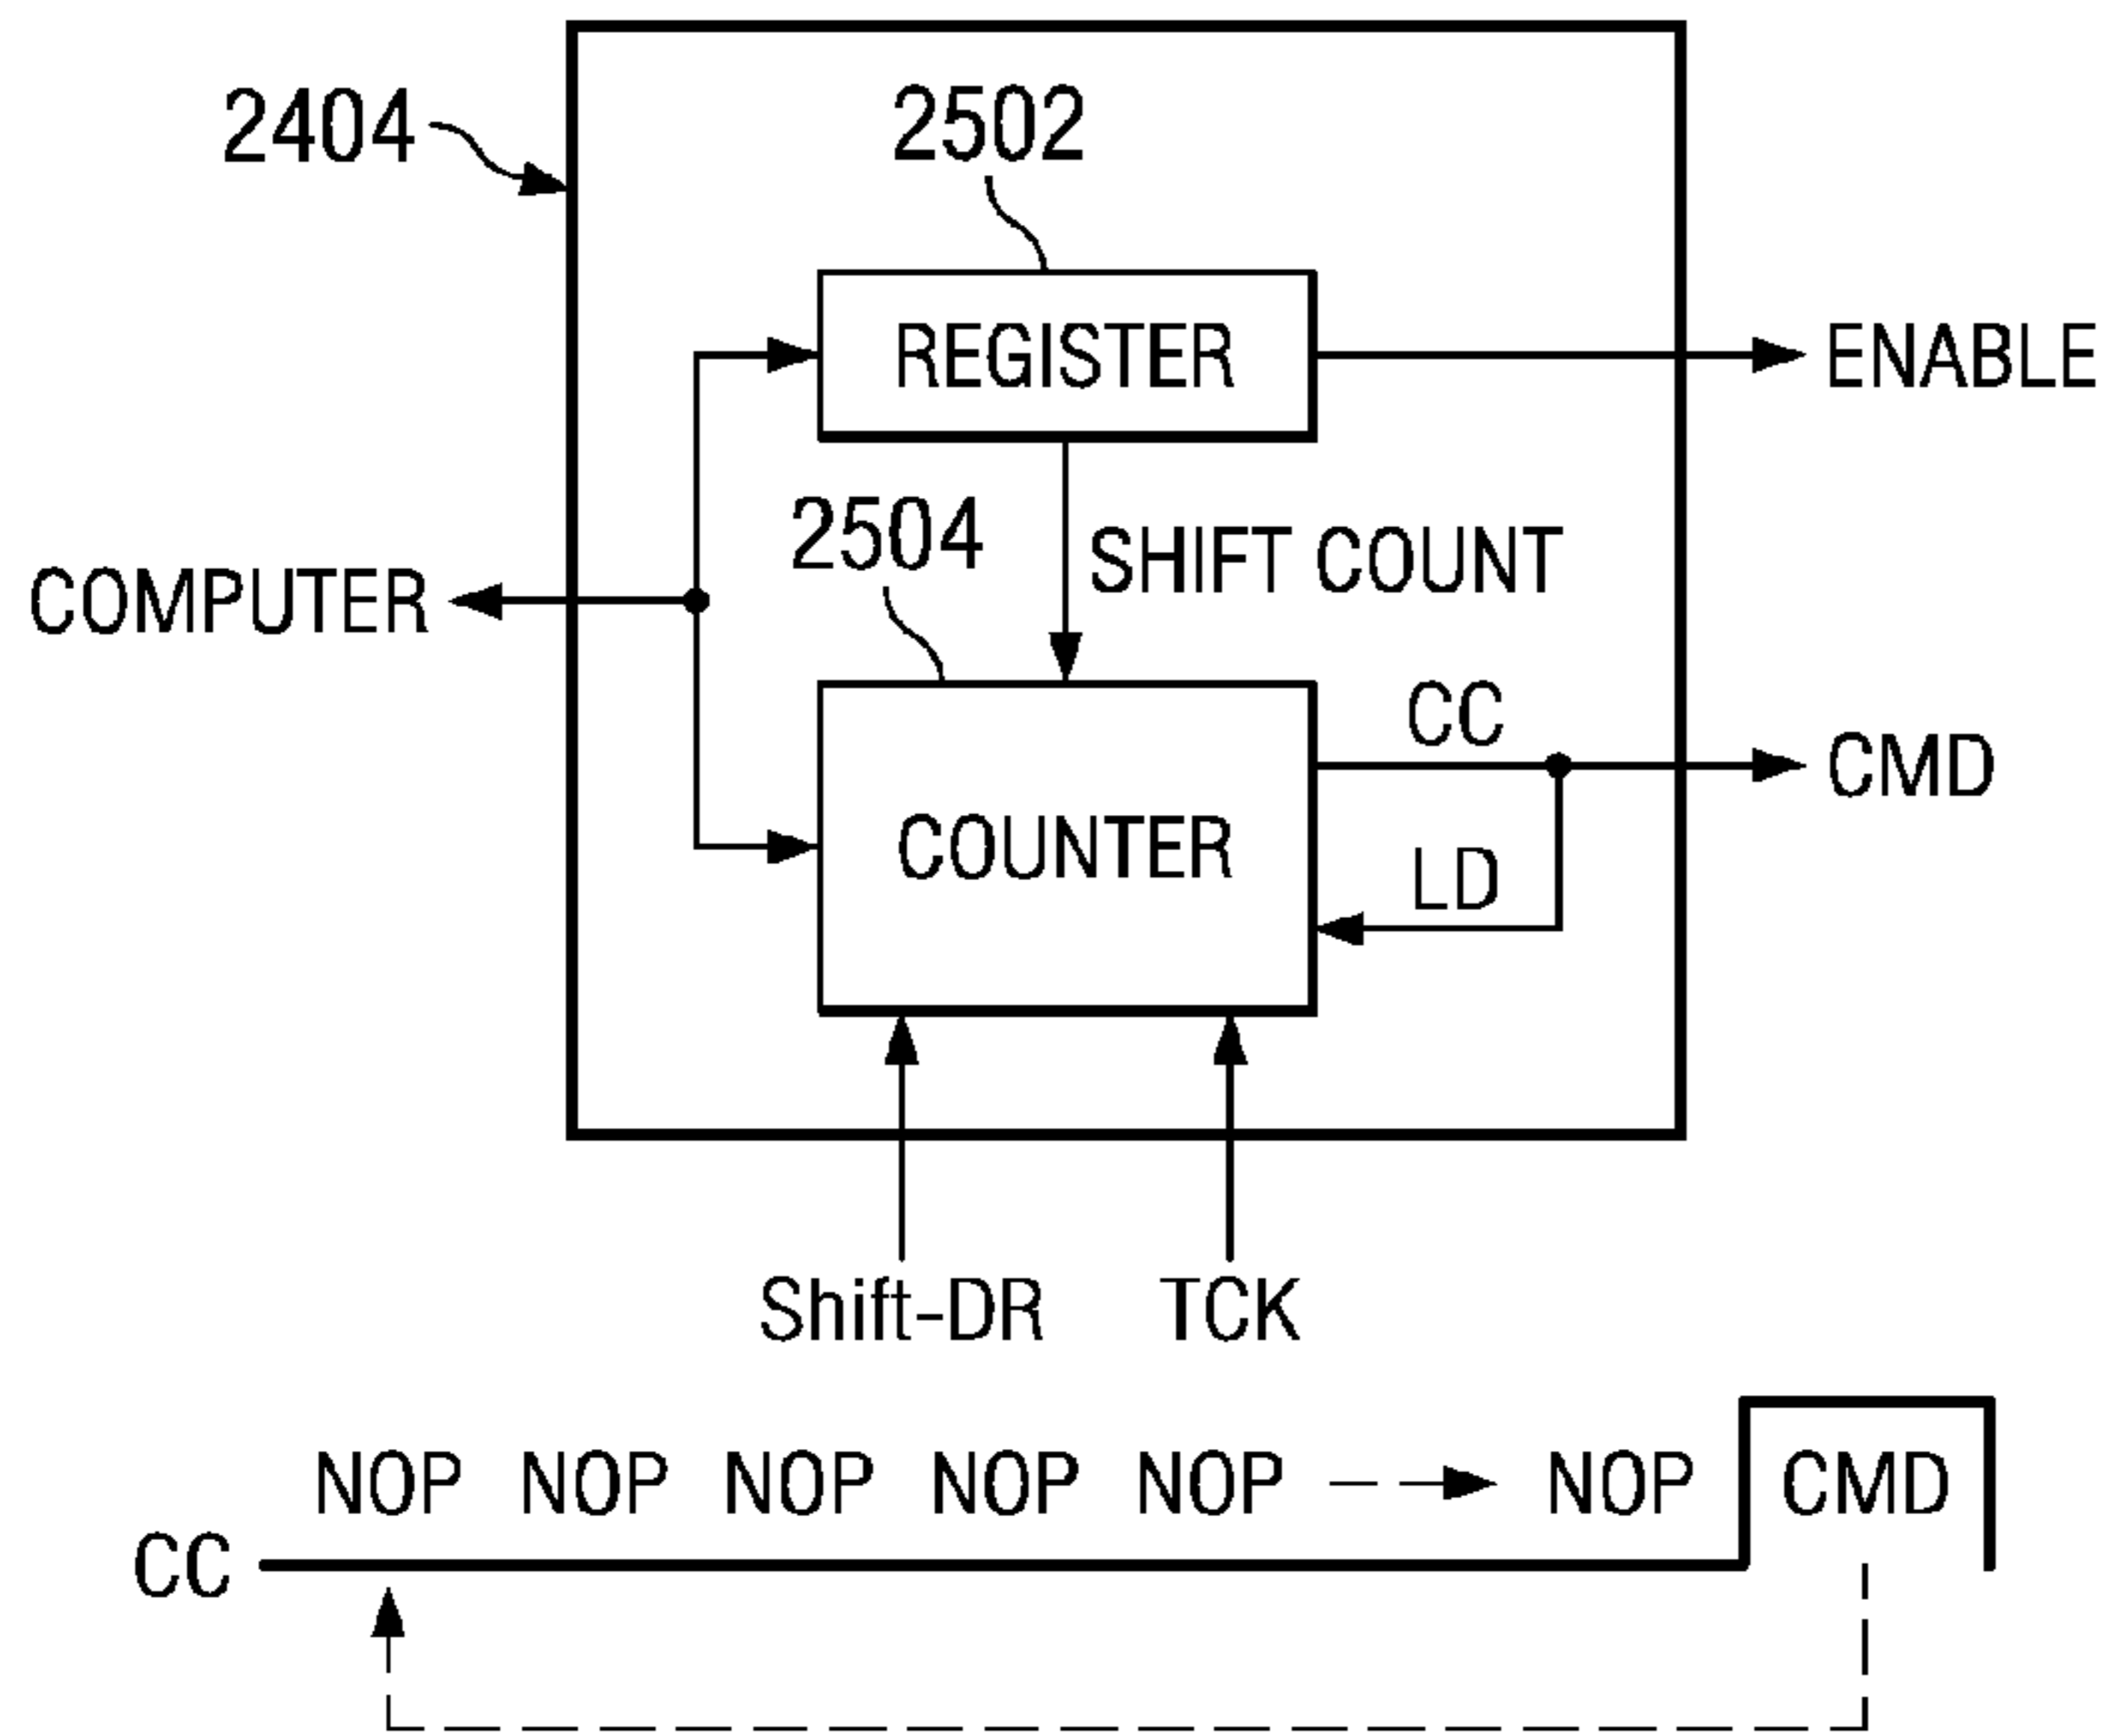 2404
2502
REGISTER
ENABLE
2504
SHIFT COUNT
COMPUTER
CC
CMD
COUNTER
LD
Shift-DR TCK
NOP NOP NOP NOP NOP NOP CMD
CC